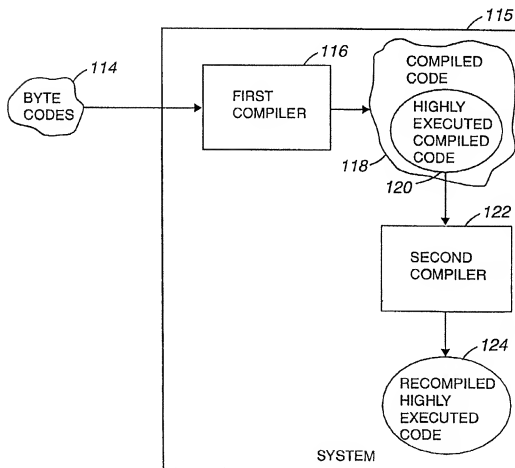 115
114
116
BYTE
CODES
FIRST
COMPILER
COMPILED
CODE
HIGHLY
EXECUTED
COMPILED
CODE
118
120
122
SECOND
COMPILER
124
RECOMPILED
HIGHLY
EXECUTED
CODE
SYSTEM